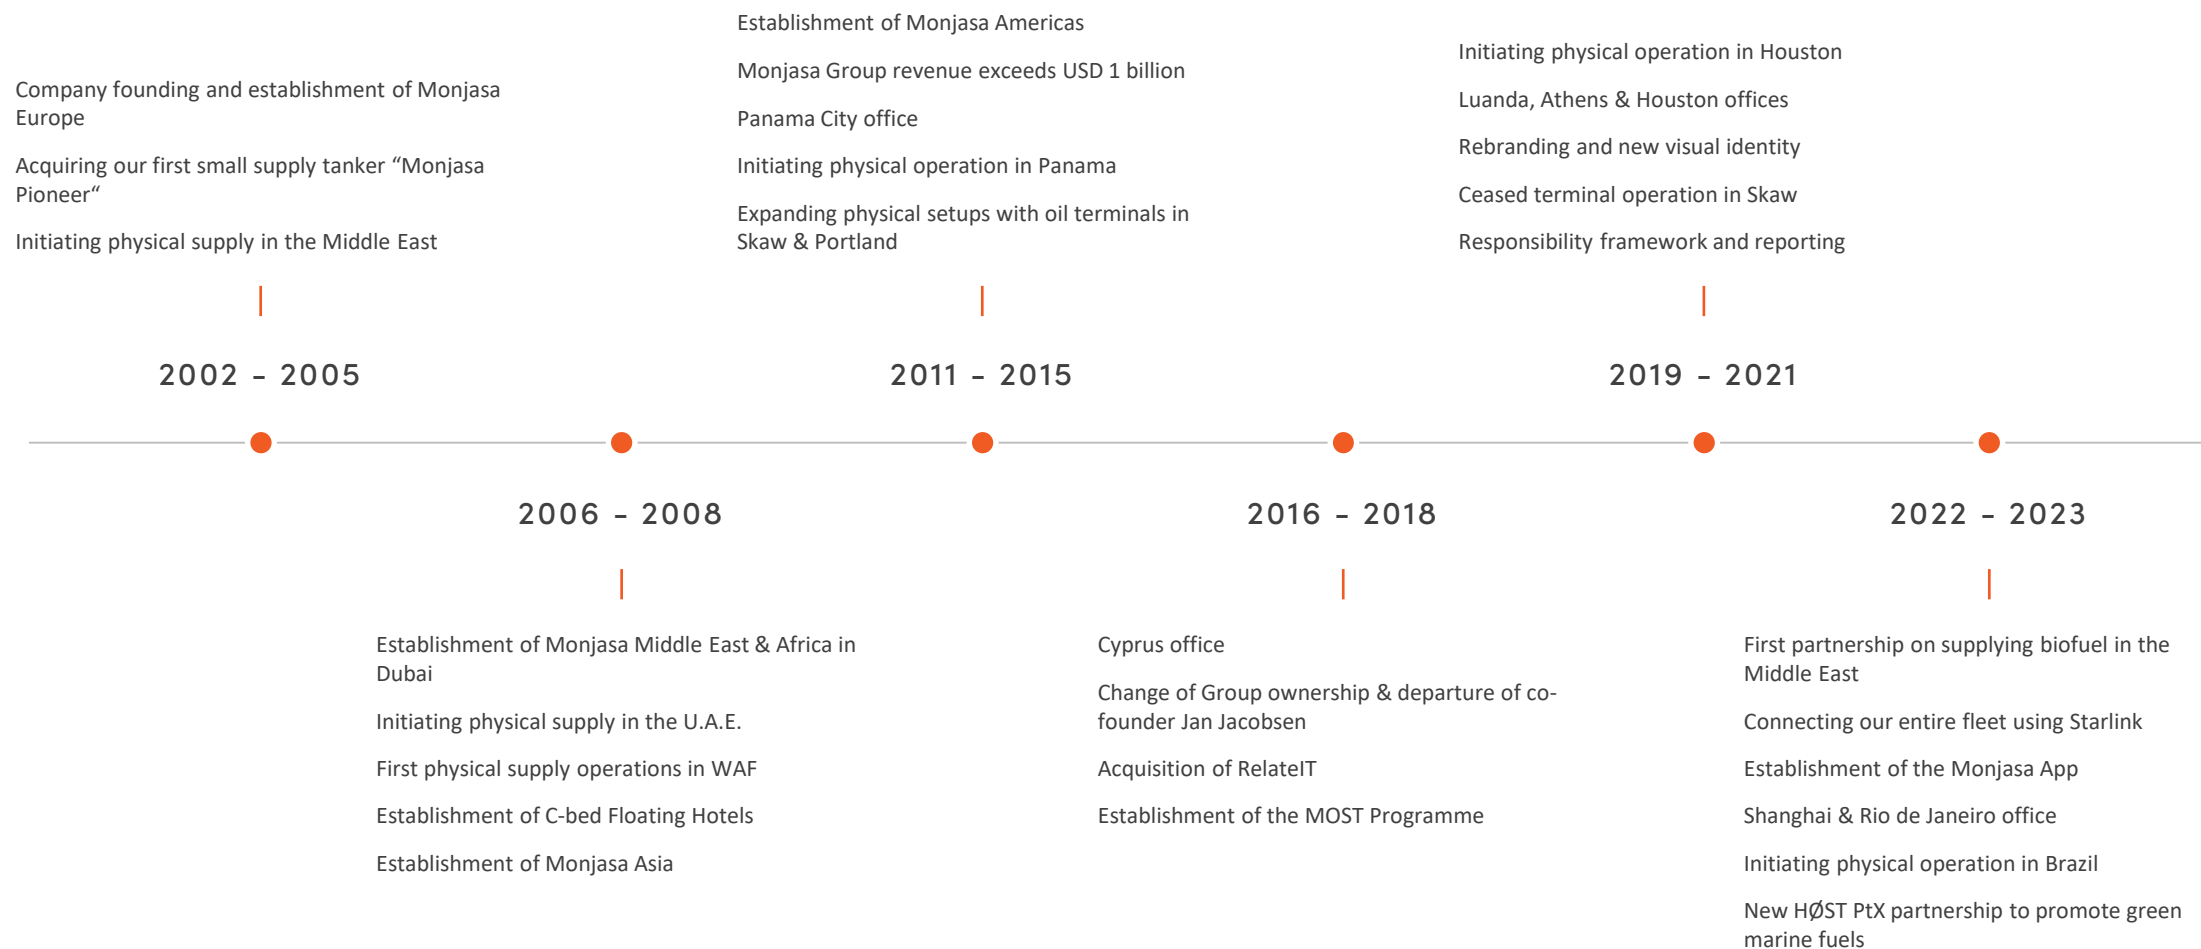 Company founding and establishment of Monjasa
Europe
Acquiring our first small supply tanker “Monjasa
Pioneer“
Initiating physical supply in the Middle East
2002 – 2005
2006 – 2008
Establishment of Monjasa Middle East & Africa in
Dubai
Initiating physical supply in the U.A.E.
First physical supply operations in WAF
Establishment of C-bed Floating Hotels
Establishment of Monjasa Asia
Establishment of Monjasa Americas
Monjasa Group revenue exceeds USD 1 billion
Panama City office
Initiating physical operation in Panama
Expanding physical setups with oil terminals in
Skaw & Portland
2011 – 2015
2016 – 2018
Cyprus office
Change of Group ownership & departure of co-
founder Jan Jacobsen
Acquisition of RelateIT
Establishment of the MOST Programme
Initiating physical operation in Houston
Luanda, Athens & Houston offices
Rebranding and new visual identity
Ceased terminal operation in Skaw
Responsibility framework and reporting
2019 – 2021
2022 – 2023
First partnership on supplying biofuel in the
Middle East
Connecting our entire fleet using Starlink
Establishment of the Monjasa App
Shanghai & Rio de Janeiro office
Initiating physical operation in Brazil
New HØST PtX partnership to promote green
marine fuels